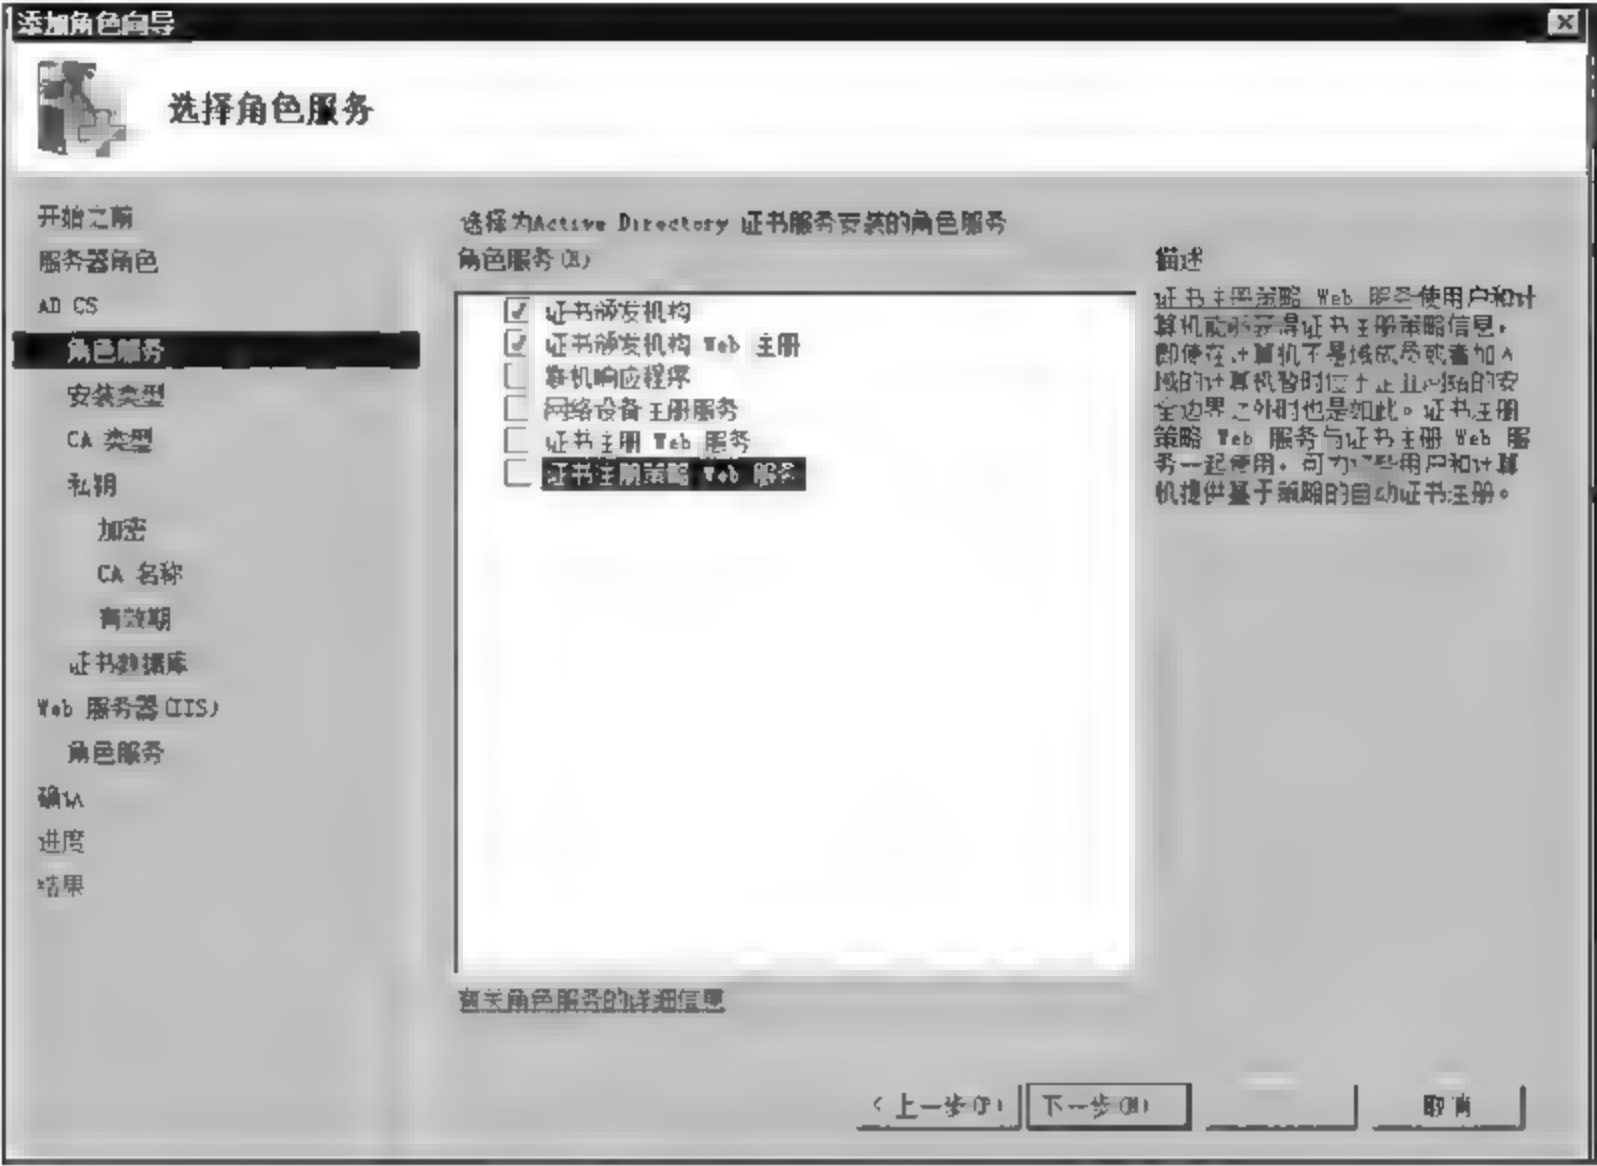 添加角色向导
选择角色服务
开始之前
服务器角色
AD CS
角色服务
安装类型
CA 类型
私钥
加密
CA 名称
有效期
证书数据库
Web 服务器(IIS)
角色服务
确认
进度
结果
选择为Active Directory 证书服务安装的角色服务
角色服务(R)
证书颁发机构
证书颁发机构 Web 主册
联机响应程序
网络设备主册服务
证书主册 Web 服务
证书注册策略 Web 服务
有关角色服务的详细信息
描述
证书主册策略 Web 服务使用户和计
算机能够获得证书主册策略信息，
即使在计算机不是域成员或者加入
域的计算机暂时位于企业网络的安
全边界之外时也是如此。证书主册
策略 Web 服务与证书主册 Web 服
务一起使用，可为这些用户和计算
机提供基于策略的自动证书注册。
< 上一步(P)
下一步(N)
取消